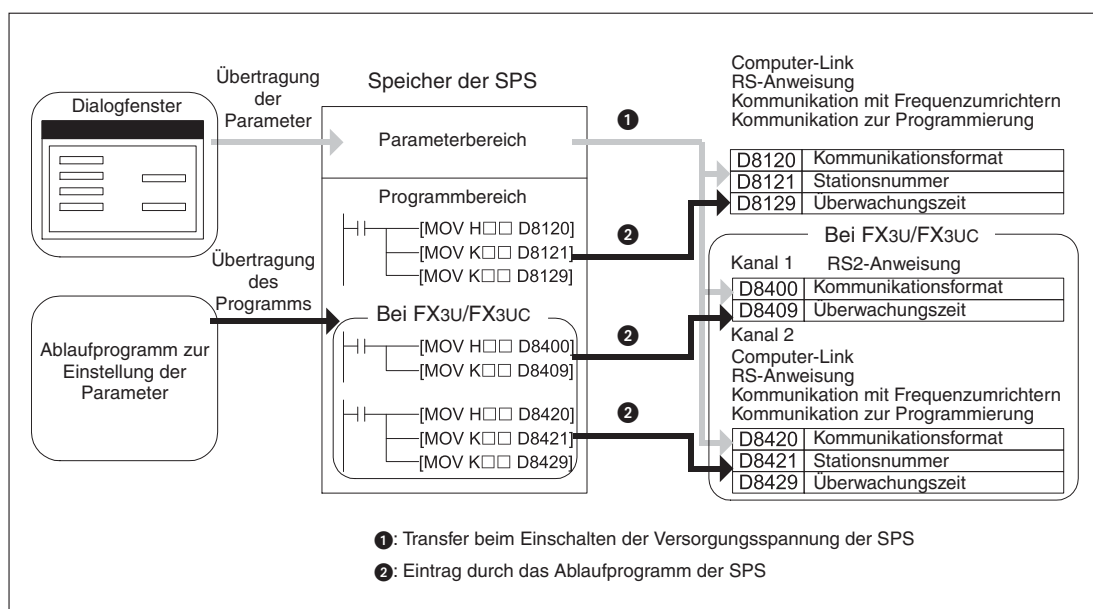 Dialogfenster
Übertragung
der
Parameter
Speicher der SPS
Parameterbereich
❶
Programmbereich
[MOV H□□ D8120]
[MOV K□□ D8121]
[MOV K□□ D8129]
❷
Übertragung
des
Programms
Ablaufprogramm zur
Einstellung der
Parameter
Bei FX3U/FX3UC
[MOV H□□ D8400]
[MOV K□□ D8409]
❷
[MOV H□□ D8420]
[MOV K□□ D8421]
[MOV K□□ D8429]
❷
Computer-Link
RS-Anweisung
Kommunikation mit Frequenzumrichtern
Kommunikation zur Programmierung
D8120 Kommunikationsformat
D8121 Stationsnummer
D8129 Überwachungszeit
Bei FX3U/FX3UC
Kanal 1 RS2-Anweisung
D8400 Kommunikationsformat
D8409 Überwachungszeit
Kanal 2
Computer-Link
RS-Anweisung
Kommunikation mit Frequenzumrichtern
Kommunikation zur Programmierung
D8420 Kommunikationsformat
D8421 Stationsnummer
D8429 Überwachungszeit
❶: Transfer beim Einschalten der Versorgungsspannung der SPS
❷: Eintrag durch das Ablaufprogramm der SPS